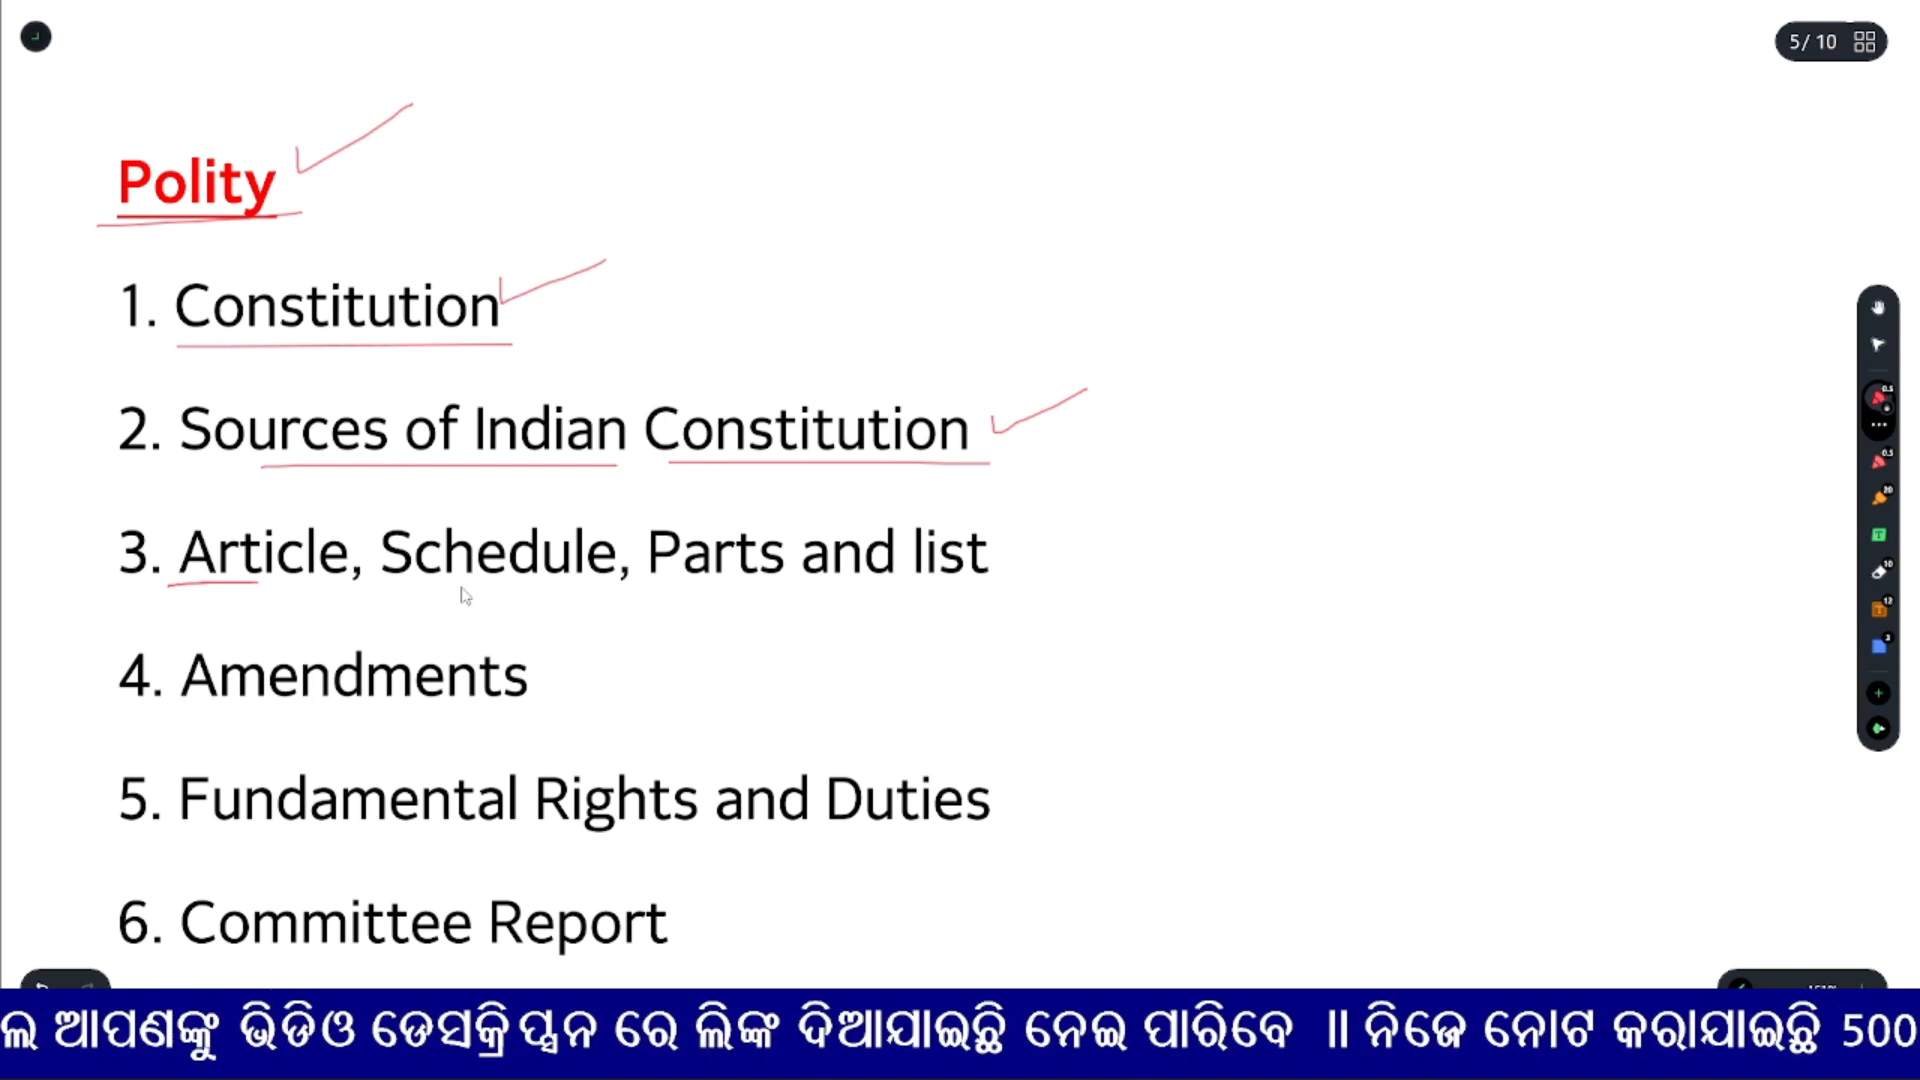 5/ 10
Polity
1. Constitution
2. Sources of Indian Constitution
3. Article, Schedule, Parts and list
4. Amendments
5. Fundamental Rights and Duties
6. Committee Report
ଲ ଆପଣଙ୍କୁ ଭିଡିଓ ଡେସକ୍ରିପ୍ସନ ରେ ଲିଙ୍କ ଦିଆଯାଇଛି ନେଇ ପାରିବେ ॥ ନିଜେ ନୋଟ କରାଯାଇଛି 500